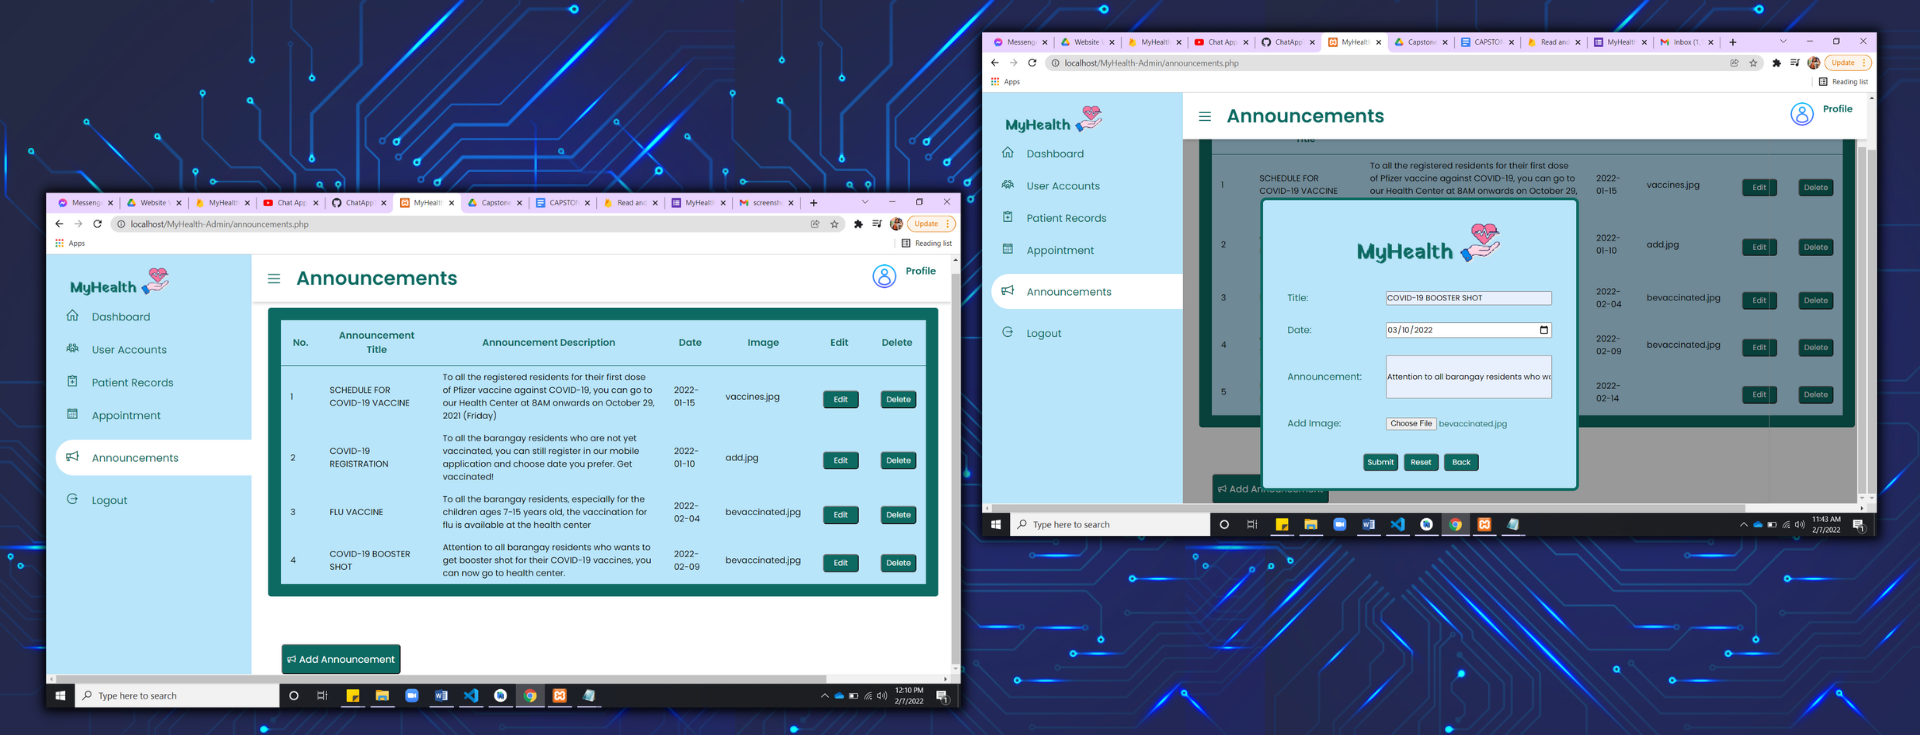 Messeng
Website
MyHealt
Chat App
ChatApp
MyHealt
Capstone
CAPSTO
Read an
MyHealt
screensh
localhost/MyHealth-Admin/announcements.php
Update
Apps
Reading list
MyHealth
Dashboard
User Accounts
Patient Records
Appointment
Announcements
Logout
Announcements
Profile
No.
Announcement
Title
Announcement Description
Date
Image
Edit
Delete
1
SCHEDULE FOR
COVID-19 VACCINE
To all the registered residents for their first dose
of Pfizer vaccine against COVID-19, you can go to
our Health Center at 8AM onwards on October 29,
2021 (Friday)
2022-
01-15
vaccines.jpg
Edit
Delete
2
COVID-19
REGISTRATION
To all the barangay residents who are not yet
vaccinated, you can still register in our mobile
application and choose date you prefer. Get
vaccinated!
2022-
01-10
add.jpg
Edit
Delete
3
FLU VACCINE
To all the barangay residents, especially for the
children ages 7-15 years old, the vaccination for
flu is available at the health center
2022-
02-04
bevaccinated.jpg
Edit
Delete
4
COVID-19 BOOSTER
SHOT
Attention to all barangay residents who wants to
get booster shot for their COVID-19 vaccines, you
can now go to health center.
2022-
02-09
bevaccinated.jpg
Edit
Delete
Add Announcement
Type here to search
12:10 PM
2/7/2022
Messeng
Website
MyHealt
Chat App
ChatApp
MyHealt
Capstone
CAPSTO
Read an
MyHealt
Inbox (1
localhost/MyHealth-Admin/announcements.php
Update
Apps
Reading list
MyHealth
Dashboard
User Accounts
Patient Records
Appointment
Announcements
Logout
Announcements
Profile
Title
1
SCHEDULE FOR
COVID-19 VACCINE
To all the registered residents for their first dose
of Pfizer vaccine against COVID-19, you can go to
our Health Center at 8AM onwards on October 29,
2022-
01-15
vaccines.jpg
Edit
Delete
2
2022-
01-10
add.jpg
Edit
Delete
3
2022-
02-04
bevaccinated.jpg
Edit
Delete
4
2022-
02-09
bevaccinated.jpg
Edit
Delete
5
2022-
02-14
Edit
Delete
MyHealth
Title:
COVID-19 BOOSTER SHOT
Date:
03/10/2022
Announcement:
Attention to all barangay residents who w
Add Image:
Choose File
bevaccinated.jpg
Submit
Reset
Back
Add Announcement
Type here to search
11:43 AM
2/7/2022